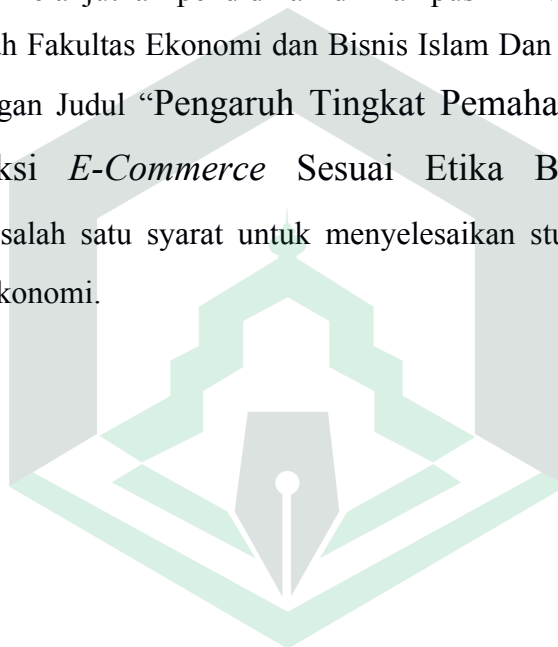 h Fakultas Ekonomi dan Bisnis Islam Dan
gan Judul “Pengaruh Tingkat Pemaha
ksi E-Commerce Sesuai Etika B
salah satu syarat untuk menyelesaikan stu
konomi.